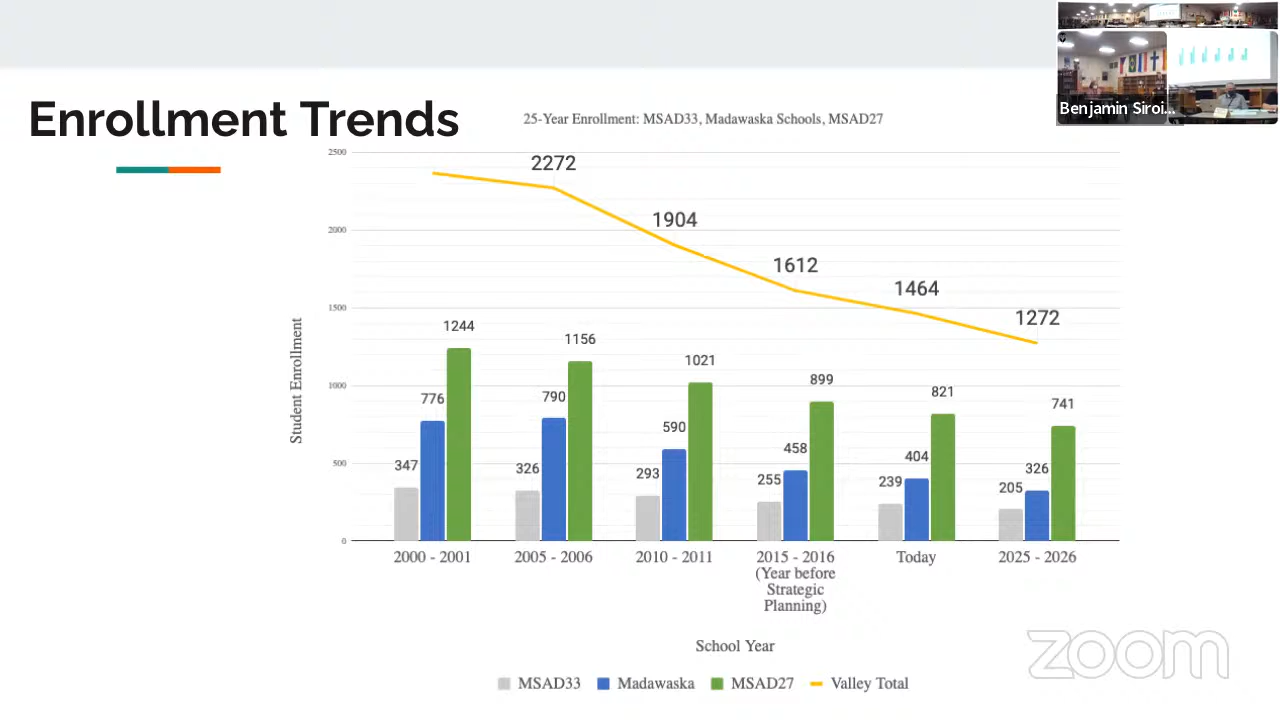 Benjamin Siroi...
Enrollment Trends
25-Year Enrollment: MSAD33, Madawaska Schools, MSAD27
2500
2000
1500
1000
500
0
Student Enrollment
2272
1904
1612
1464
1272
347
776
1244
326
790
1156
293
590
1021
255
458
899
239
404
821
205
326
741
2000 - 2001
2005 - 2006
2010 - 2011
2015 - 2016
(Year before
Strategic
Planning)
Today
2025 - 2026
School Year
MSAD33
Madawaska
MSAD27
Valley Total
zoom